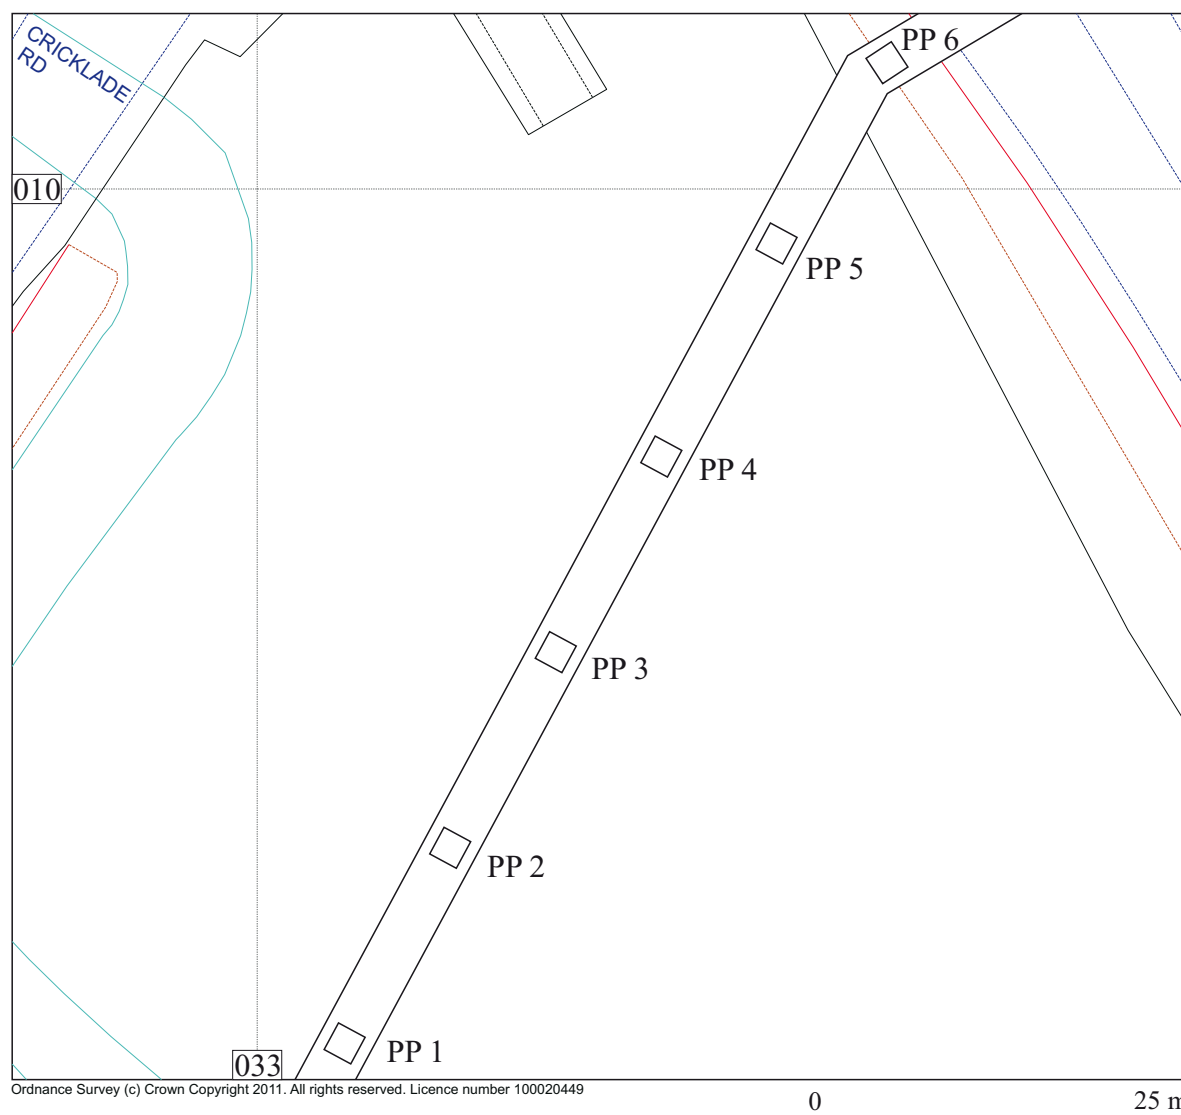 CRICKLADE
RD
PP 6
010
PP 5
PP 4
PP 3
PP 2
PP 1
033
Ordnance Survey (c) Crown Copyright 2011. All rights reserved. Licence number 100020449
0 25 m